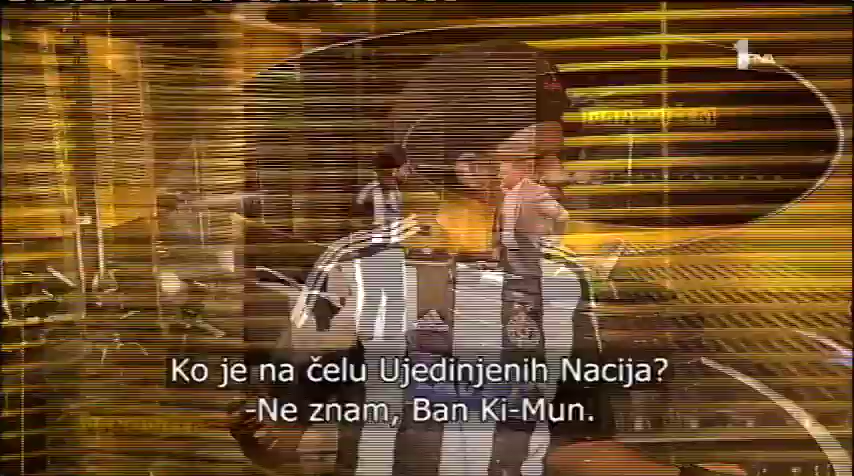 Ko je na čelu Ujedinjenih Nacija?
-Ne znam, Ban Ki-Mun.